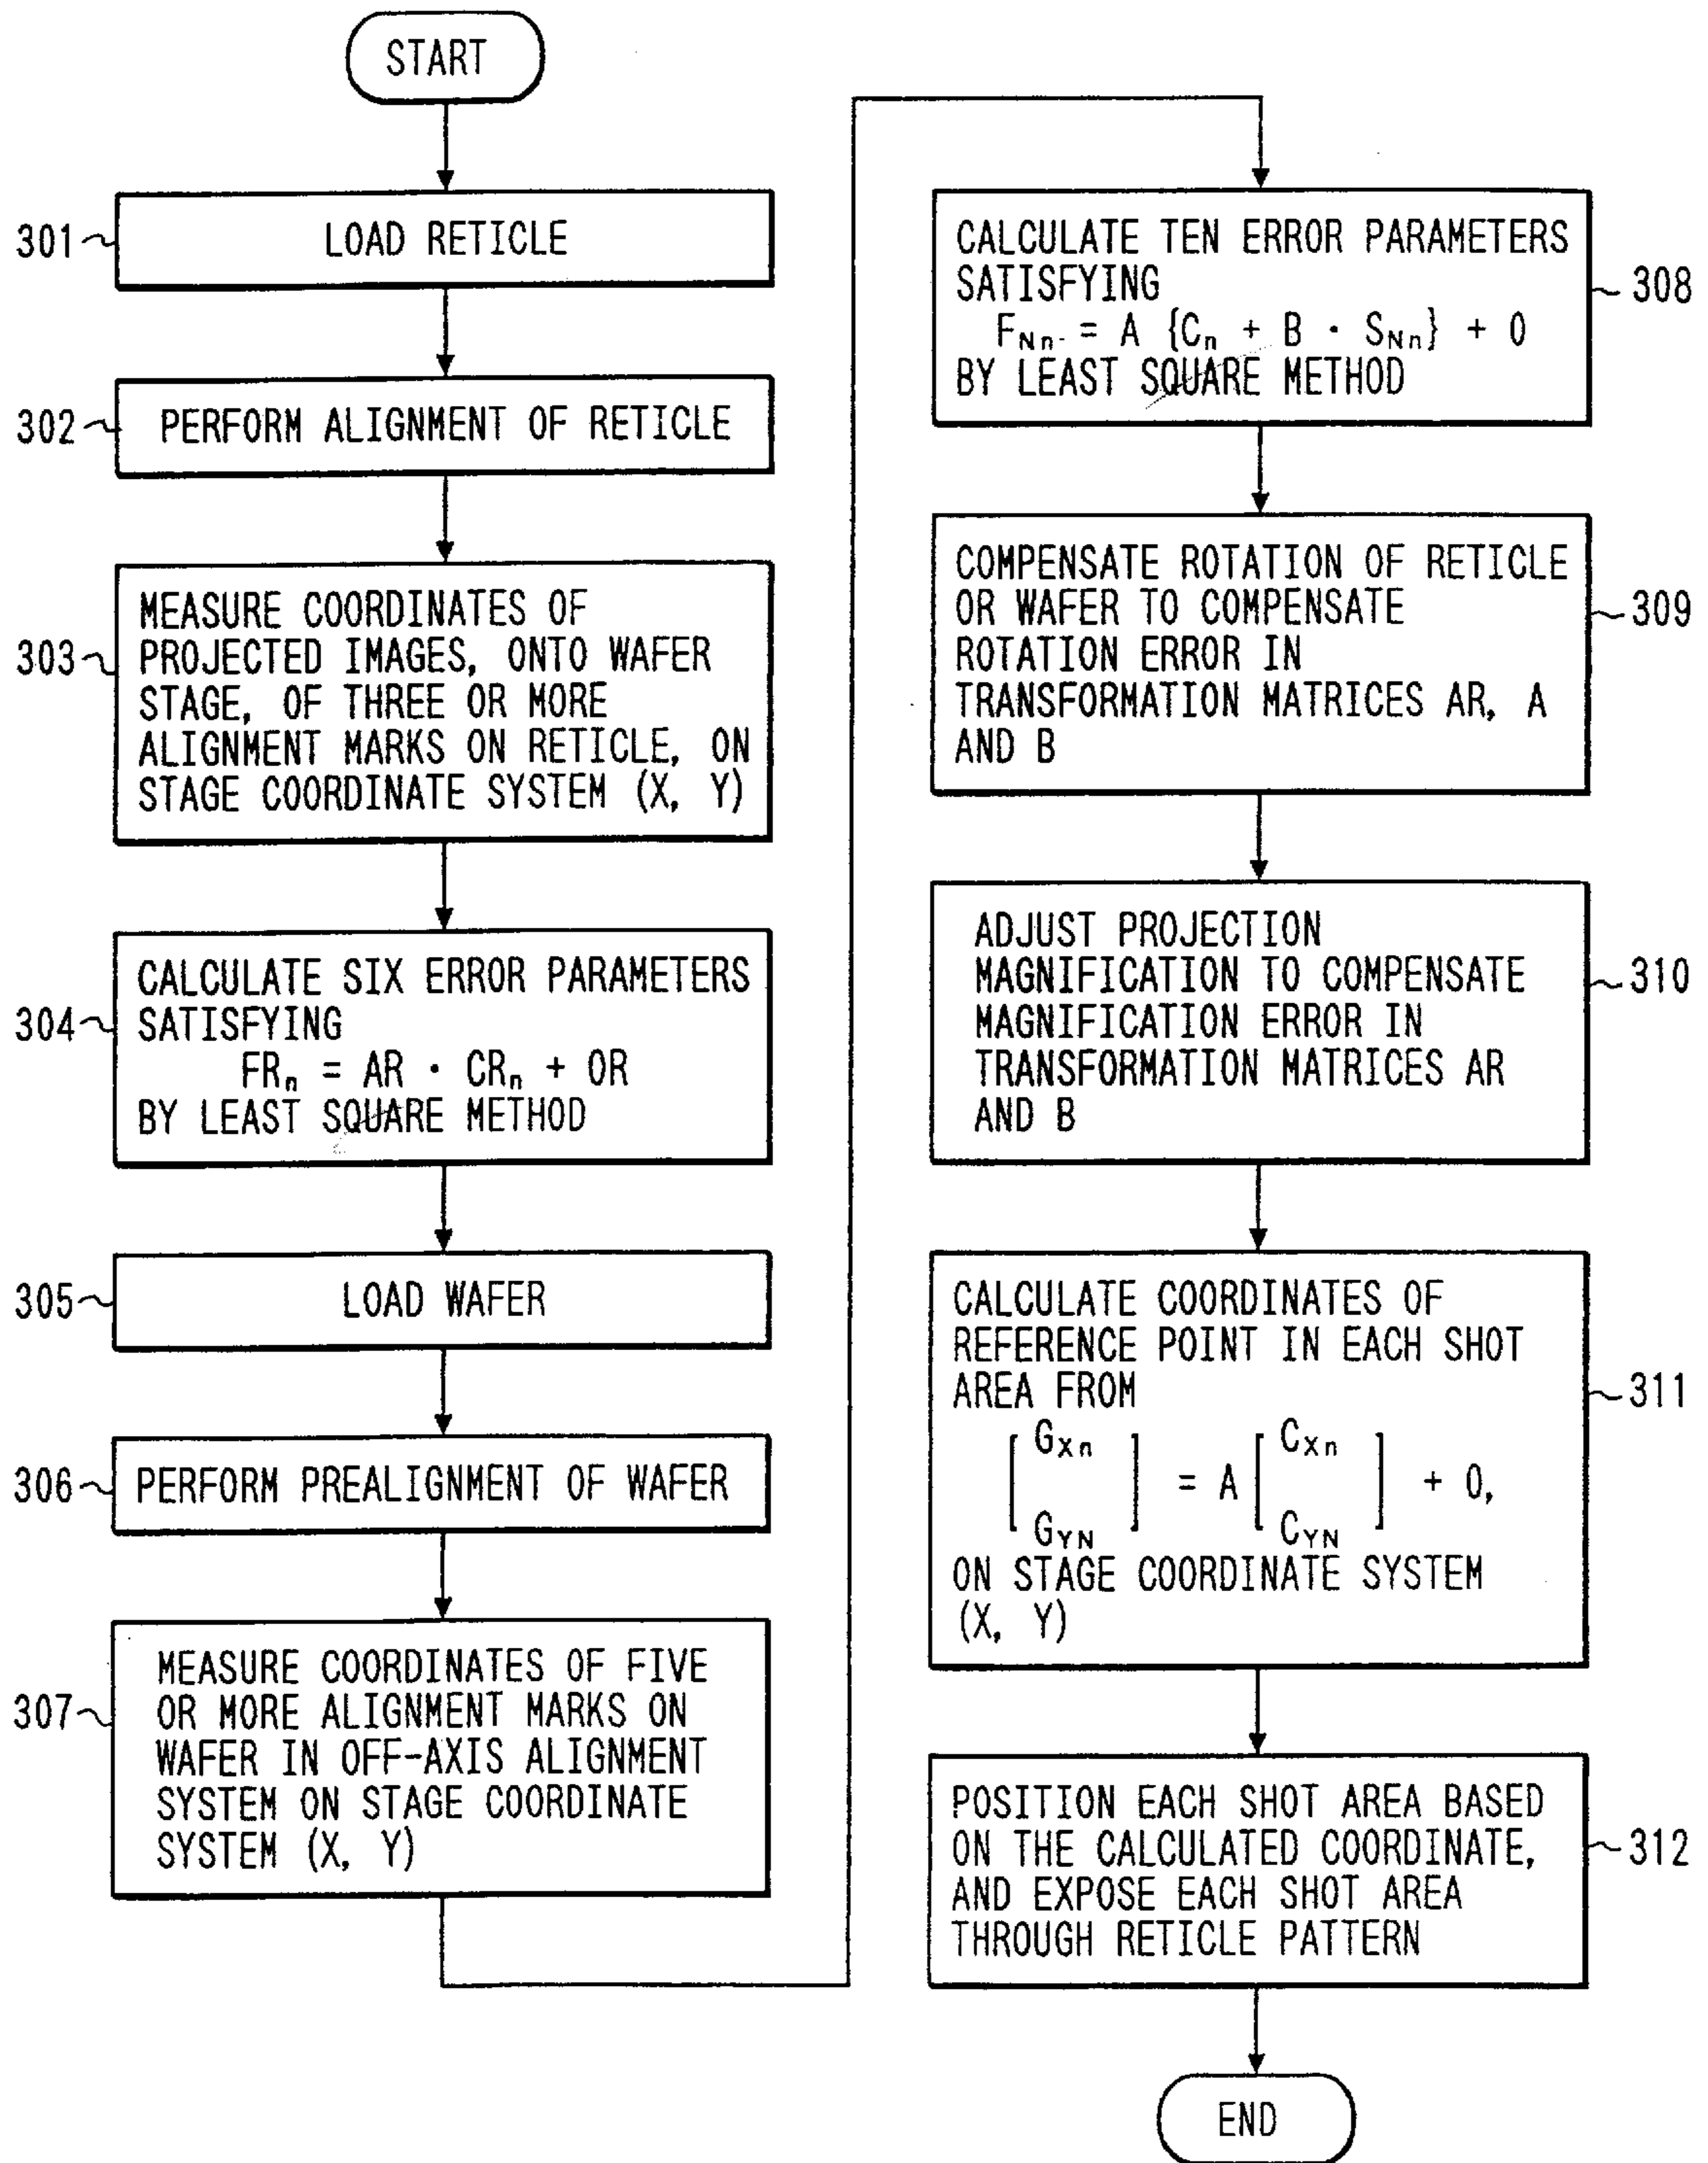 START
301
LOAD RETICLE
302
PERFORM ALIGNMENT OF RETICLE
303
MEASURE COORDINATES OF
PROJECTED IMAGES, ONTO WAFER
STAGE, OF THREE OR MORE
ALIGNMENT MARKS ON RETICLE, ON
STAGE COORDINATE SYSTEM (X, Y)
304
CALCULATE SIX ERROR PARAMETERS
SATISFYING
FRn = AR · CRn + OR
BY LEAST SQUARE METHOD
305
LOAD WAFER
306
PERFORM PREALIGNMENT OF WAFER
307
MEASURE COORDINATES OF FIVE
OR MORE ALIGNMENT MARKS ON
WAFER IN OFF-AXIS ALIGNMENT
SYSTEM ON STAGE COORDINATE
SYSTEM (X, Y)
CALCULATE TEN ERROR PARAMETERS
SATISFYING
FNn = A {Cn + B · SNn} + O
BY LEAST SQUARE METHOD
308
COMPENSATE ROTATION OF RETICLE
OR WAFER TO COMPENSATE
ROTATION ERROR IN
TRANSFORMATION MATRICES AR, A
AND B
309
ADJUST PROJECTION
MAGNIFICATION TO COMPENSATE
MAGNIFICATION ERROR IN
TRANSFORMATION MATRICES AR
AND B
310
CALCULATE COORDINATES OF
REFERENCE POINT IN EACH SHOT
AREA FROM
[GXn GYN] = A [CXn CYN] + O,
ON STAGE COORDINATE SYSTEM
(X, Y)
311
POSITION EACH SHOT AREA BASED
ON THE CALCULATED COORDINATE,
AND EXPOSE EACH SHOT AREA
THROUGH RETICLE PATTERN
312
END